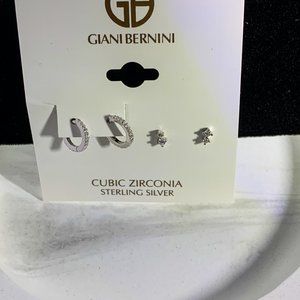 GB
GIANI BERNINI
CUBIC ZIRCONIA
STERLING SILVER